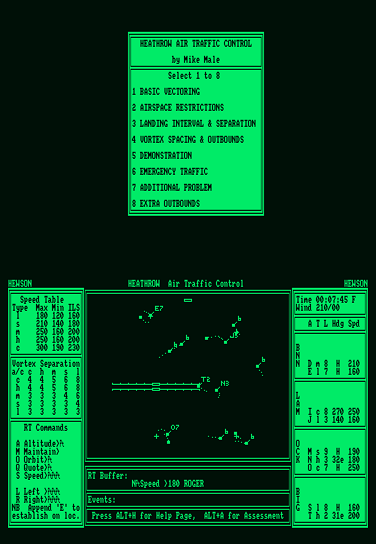 HEATHROW AIR TRAFFIC CONTROL
by Mike Male
Select 1 to 8
1 BASIC VECTORING
2 AIRSPACE RESTRICTIONS
3 LANDING INTERVAL & SEPARATION
4 VORTEX SPACING & OUTBOUNDS
5 DEMONSTRATION
6 EMERGENCY TRAFFIC
7 ADDITIONAL PROBLEM
8 EXTRA OUTBOUNDS
HEWSON HEATHROW Air Traffic Control HEWSON
Speed Table
Type Max Min ILS
l 180 120 160
s 210 140 180
m 250 160 200
h 250 160 200
c 300 190 230
Vortex Separation
a/c c h m s l
c 4 4 5 6 8
h 4 4 5 6 8
m 3 3 3 4 6
s 3 3 3 3 4
l 3 3 3 3 3
RT Commands
A Altitude)
M Maintain)
O Orbit)
Q Quote)
S Speed)
L Left )
R Right)
NB Append 'E' to
establish on loc.
E7
h
h
h
h
h
T2
N3
O7
h
h
RT Buffer:
Speed )180 ROGER
Events:
Press ALT+H for Help Page, ALT+A for Assessment
Time 00:07:45 F
Wind 210/00
A T L Hdg Spd
B
N D m 8 H 210
N E l 7 H 160
L
A I c 8 270 250
M J l 3 140 160
O
C M s 9 H 190
K N h 3 32e 180
O c 7 H 250
B
I S l 8 H 160
G T h 2 31e 200